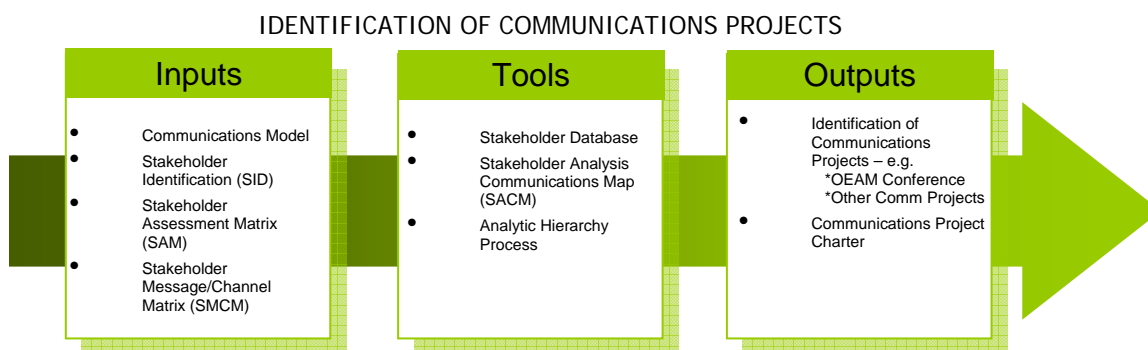 IDENTIFICATION OF COMMUNICATIONS PROJECTS
Inputs
• Communications Model
• Stakeholder
Identification (SID)
• Stakeholder
Assessment Matrix
(SAM)
• Stakeholder
Message/Channel
Matrix (SMCM)
Tools
• Stakeholder Database
• Stakeholder Analysis
Communications Map
(SACM)
• Analytic Hierarchy
Process
Outputs
• Identification of
Communications
Projects – e.g.
*OEAM Conference
*Other Comm Projects
• Communications Project
Charter